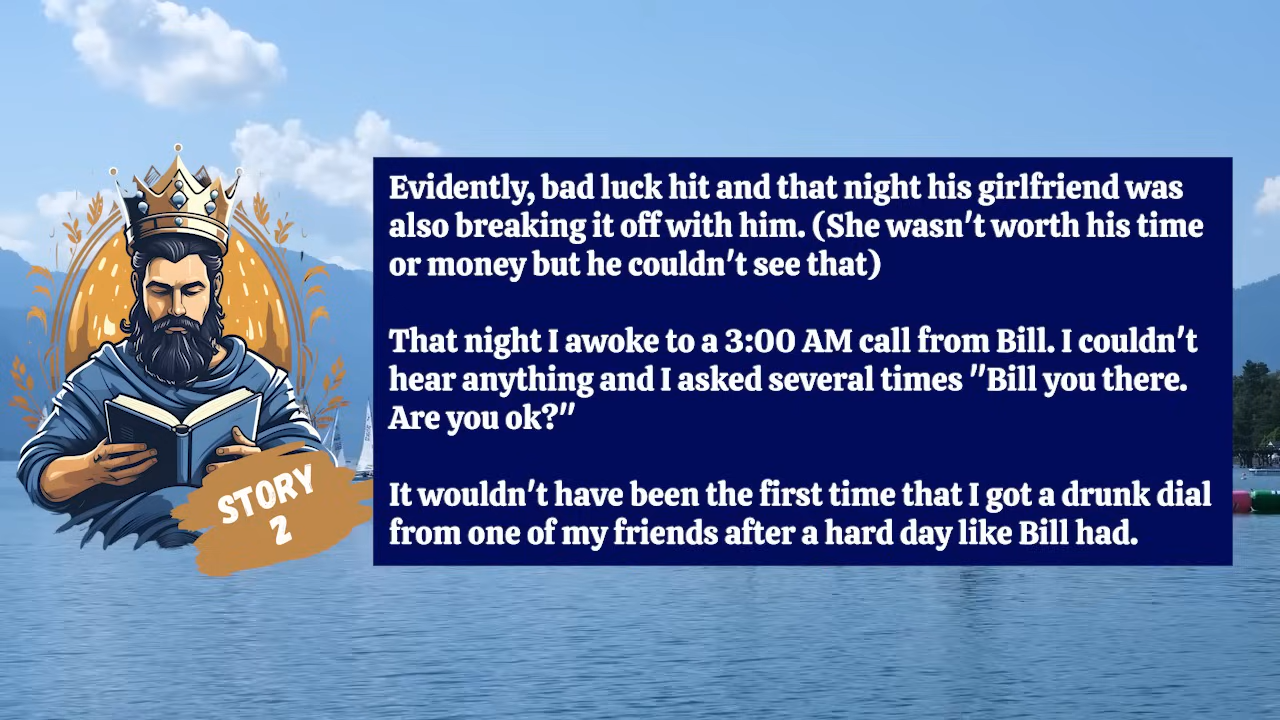 Evidently, bad luck hit and that night his girlfriend was
also breaking it off with him. (She wasn't worth his time
or money but he couldn't see that)
That night I awoke to a 3:00 AM call from Bill. I couldn't
hear anything and I asked several times "Bill you there.
Are you ok?"
It wouldn't have been the first time that I got a drunk dial
from one of my friends after a hard day like Bill had.
STORY
2